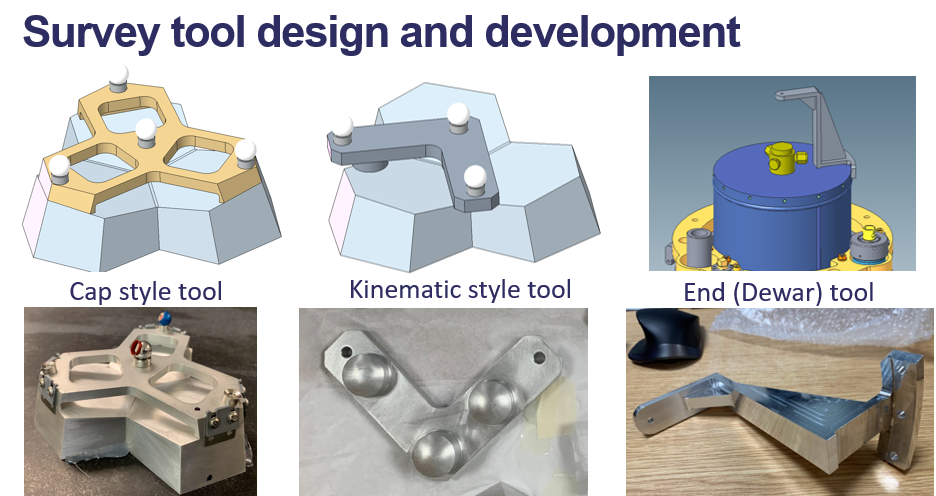 Survey tool design and development
Cap style tool
Kinematic style tool
End (Dewar) tool